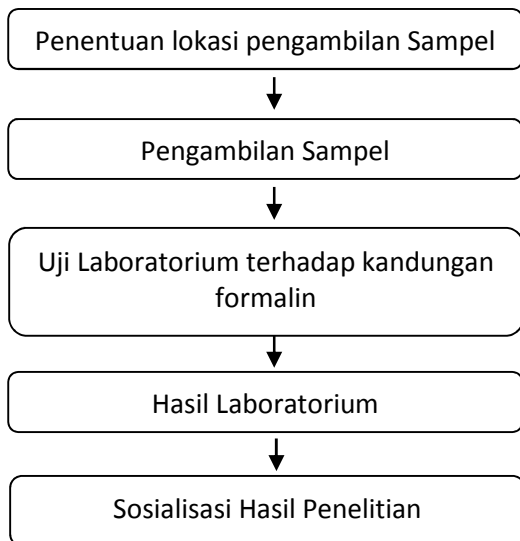 Penentuan lokasi pengambilan Sampel
Pengambilan Sampel
Uji Laboratorium terhadap kandungan
formalin
Hasil Laboratorium
Sosialisasi Hasil Penelitian